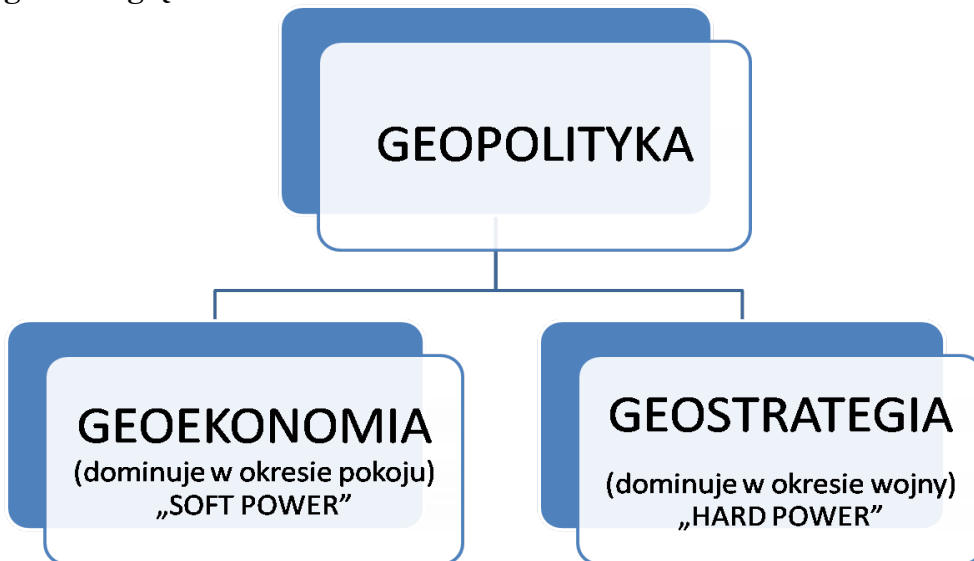 GEOPOLITYKA
GEOEKONOMIA
(dominuje w okresie pokoju)
„SOFT POWER”
GEOSTRATEGIA
(dominuje w okresie wojny)
„HARD POWER”